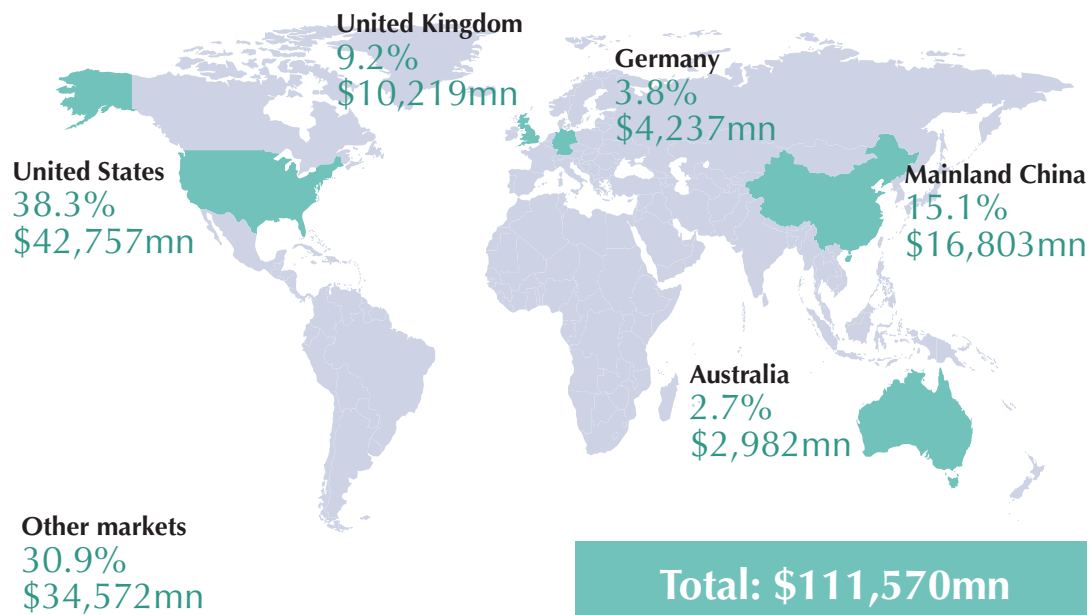 United Kingdom
9.2%
$10,219mn
Germany
3.8%
$4,237mn
United States
38.3%
$42,757mn
Mainland China
15.1%
$16,803mn
Australia
2.7%
$2,982mn
Other markets
30.9%
$34,572mn
Total: $111,570mn